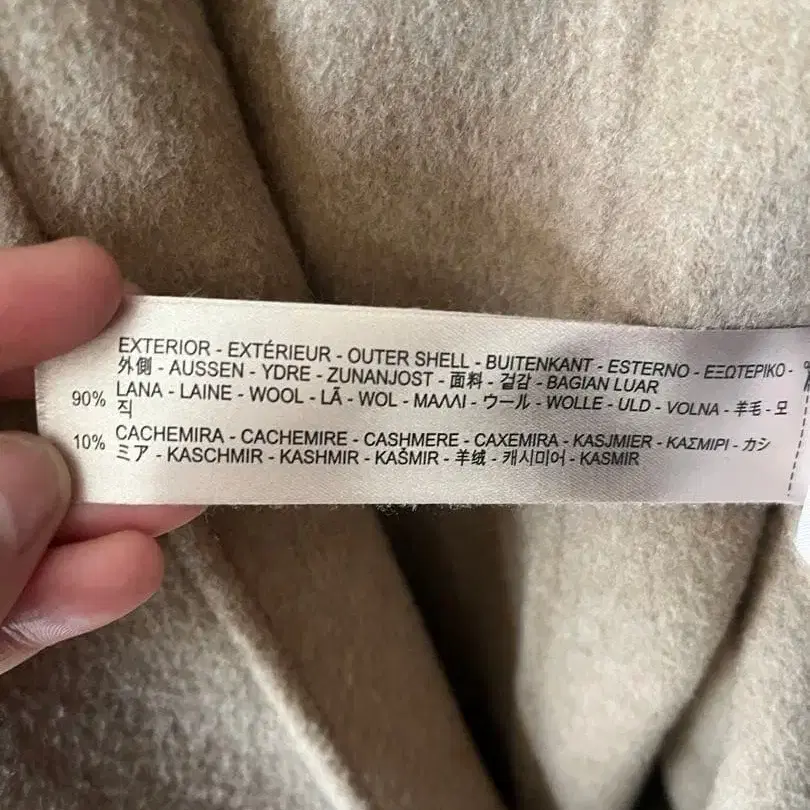 EXTERIOR - EXTÉRIEUR - OUTER SHELL - BUITENKANT - ESTERNO - ΕΞΩΤΕΡΙΚΟ -
外側 - AUSSEN - YDRE - ZUNANJOST - 面料 - 겉감 - BAGIAN LUAR
90% LANA - LAINE - WOOL - LÃ - WOL - ΜΑΛΛΙ - ウール - WOLLE - ULD - VOLNA - 羊毛 - 모
직
10% CACHEMIRA - CACHEMIRE - CASHMERE - CAXEMIRA - KASJMIER - ΚΑΣΜΙΡΙ - カシ
ミア - KASCHMIR - KASHMIR - KAŠMIR - 羊绒 - 캐시미어 - KASMIR